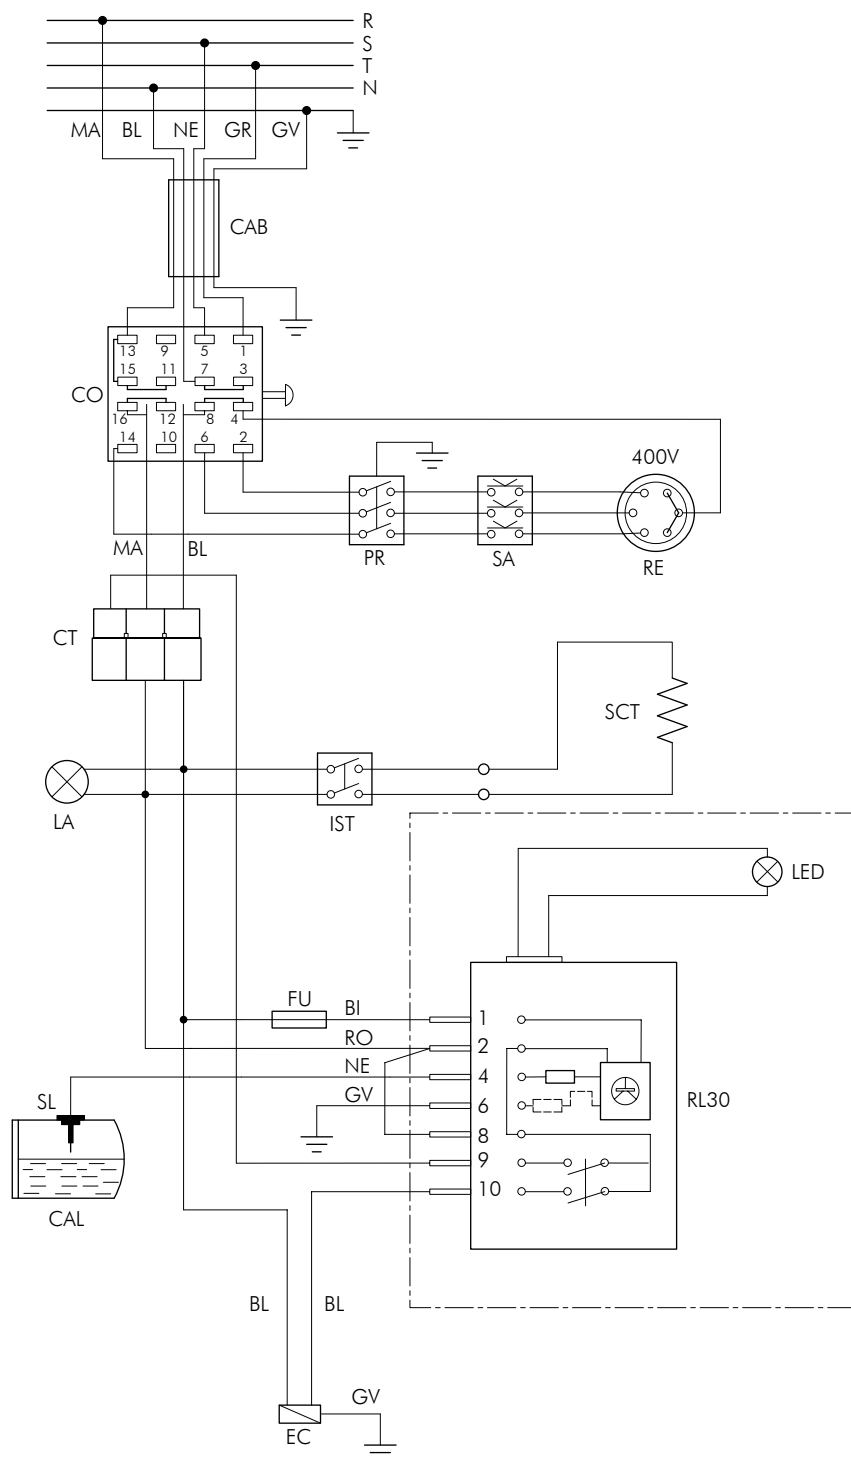 R
S
T
N
MA BL NE GR GV
CAB
13 9 5 1
15 11 7 3
CO
16 12 8 4
14 10 6 2
400V
MA BL
PR SA RE
CT
SCT
LA IST
LED
FU BI 1
RO 2
NE 4
SL GV 6 RL30
8
9
10
CAL
BL BL
GV
EC